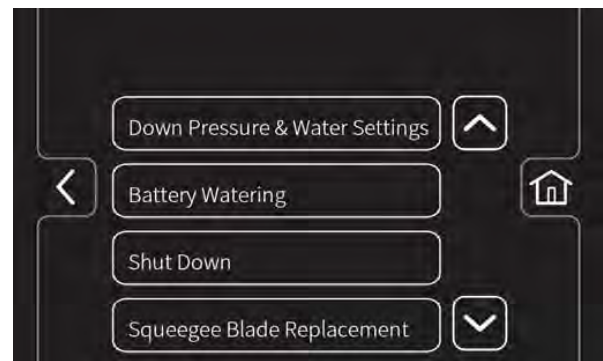 Down Pressure & Water Settings
Battery Watering
Shut Down
Squeegee Blade Replacement